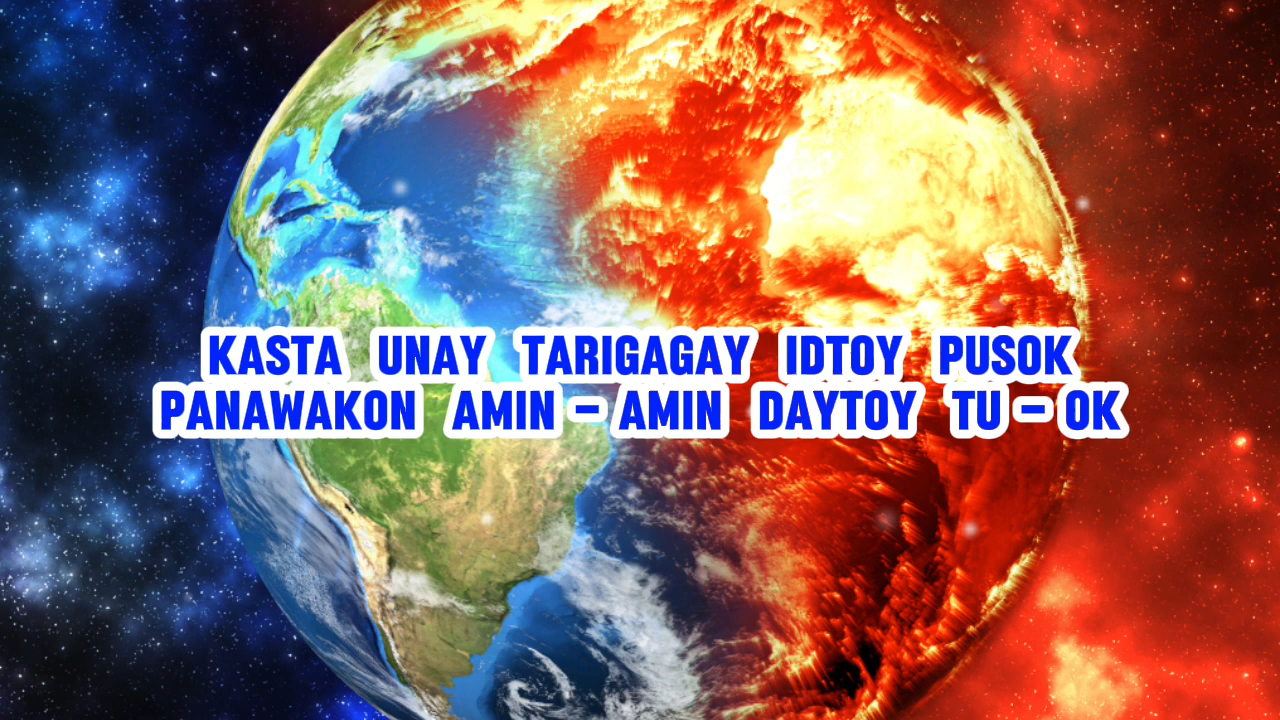 KASTA UNAY TARIGAGAY IDTOY PUSOK
PANAWAKON AMIN - AMIN DAYTOY TU - OK